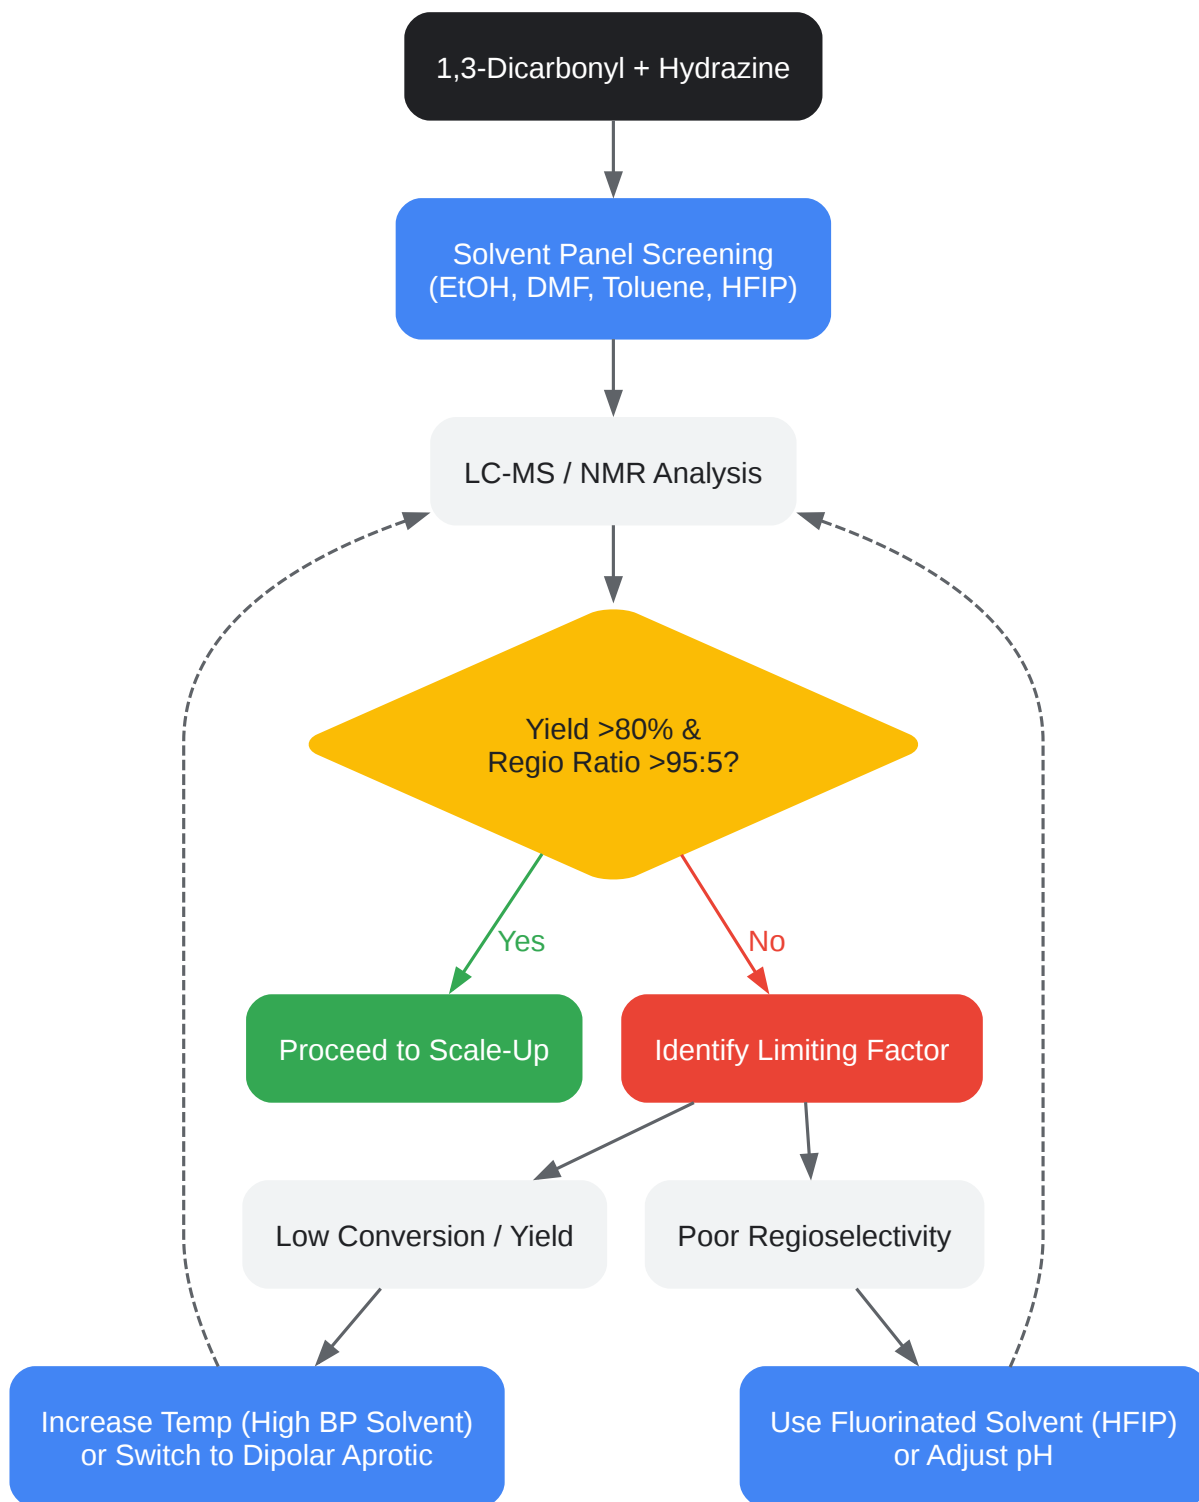 1,3-Dicarbonyl + Hydrazine
Solvent Panel Screening
(EtOH, DMF, Toluene, HFIP)
LC-MS / NMR Analysis
Yield >80% &
Regio Ratio >95:5?
Yes
No
Proceed to Scale-Up
Identify Limiting Factor
Low Conversion / Yield
Poor Regioselectivity
Increase Temp (High BP Solvent)
or Switch to Dipolar Aprotic
Use Fluorinated Solvent (HFIP)
or Adjust pH